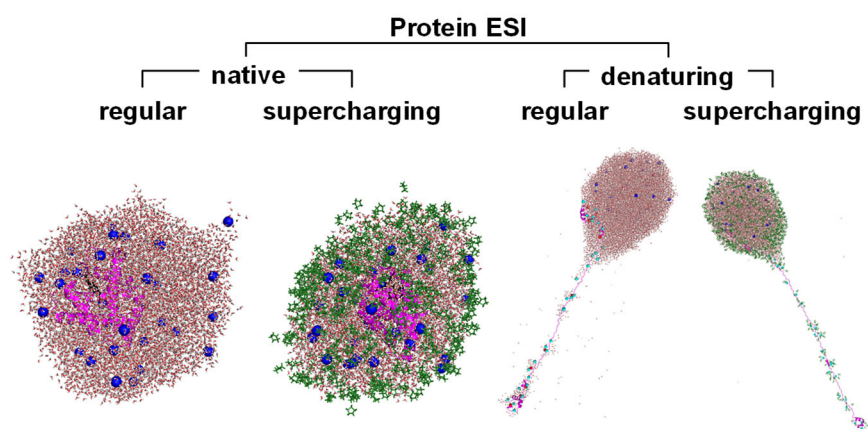 Protein ESI
native denaturing
regular supercharging regular supercharging